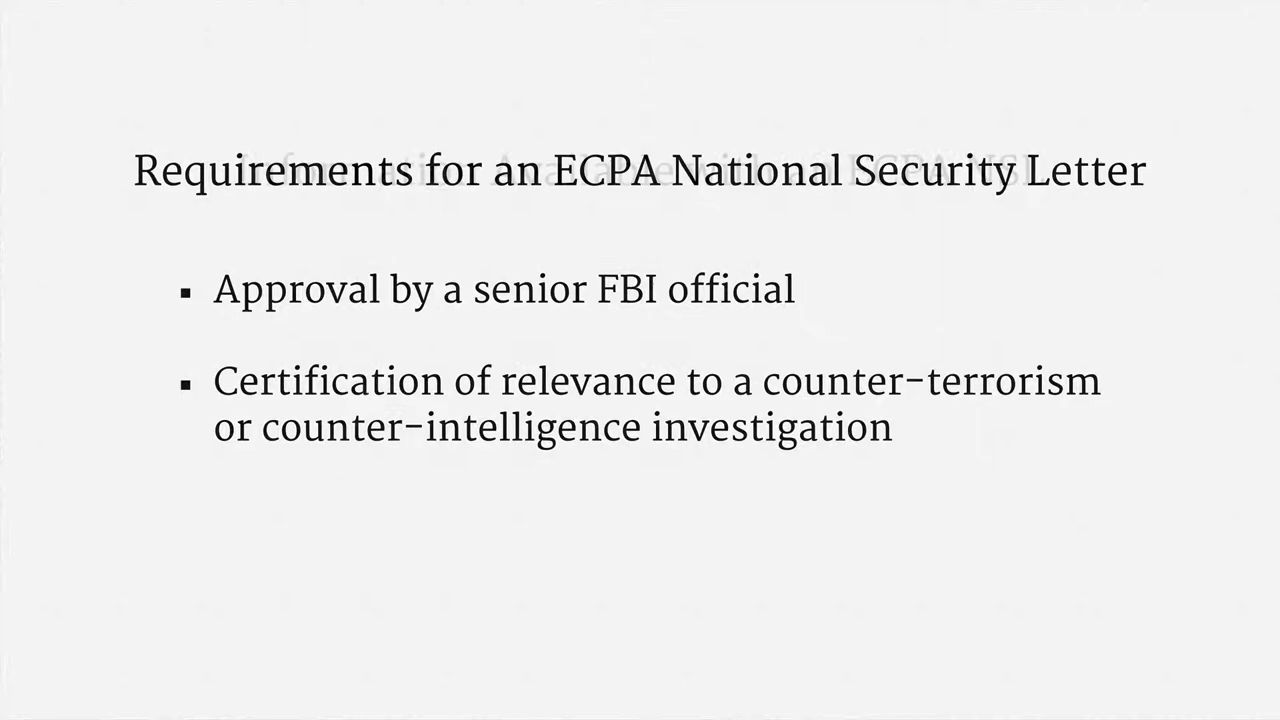 Requirements for an ECPA National Security Letter
▪ Approval by a senior FBI official
▪ Certification of relevance to a counter-terrorism
or counter-intelligence investigation